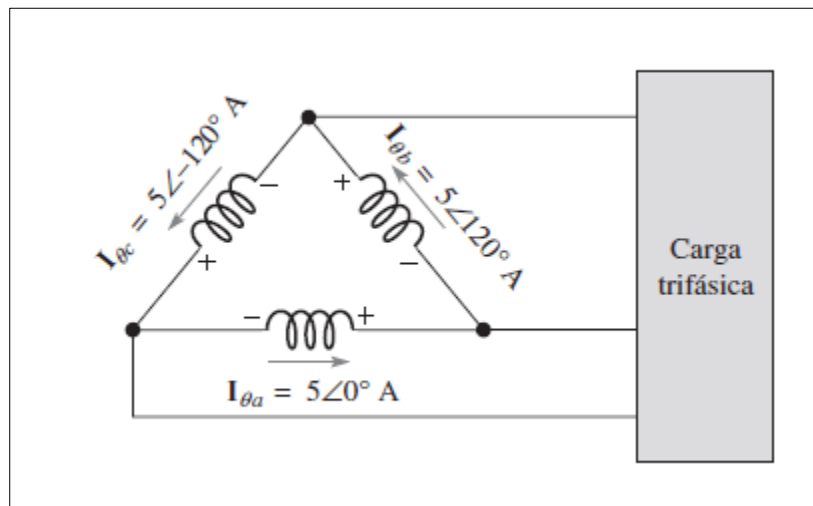 I_θc = 5∠−120° A
I_θb = 5∠120° A
− +
+ −
− +
I_θa = 5∠0° A
Carga
trifásica